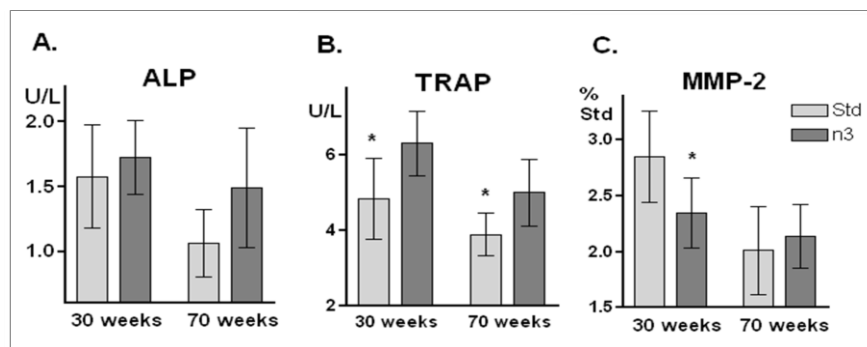 A.
ALP
U/L
2.0
1.5
1.0
30 weeks 70 weeks
B.
TRAP
U/L
*
*
6
4
2
30 weeks 70 weeks
C.
MMP-2
%
Std
Std
n3
3.0
*
2.5
2.0
1.5
30 weeks 70 weeks